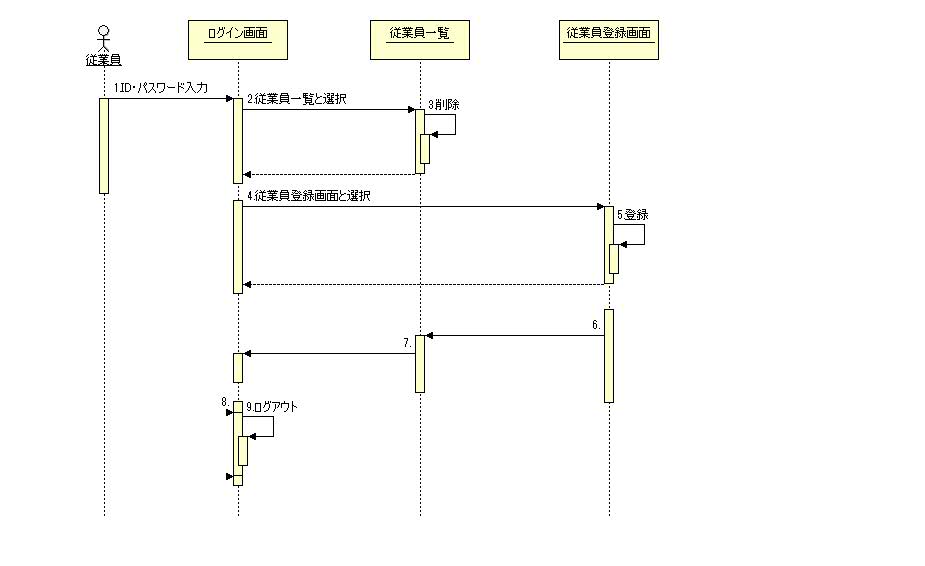 ログイン画面
従業員一覧
従業員登録画面
従業員
1.ID・パスワード入力
2.従業員一覧と選択
3.削除
4.従業員登録画面と選択
5.登録
6.
7.
8.
9.ログアウト